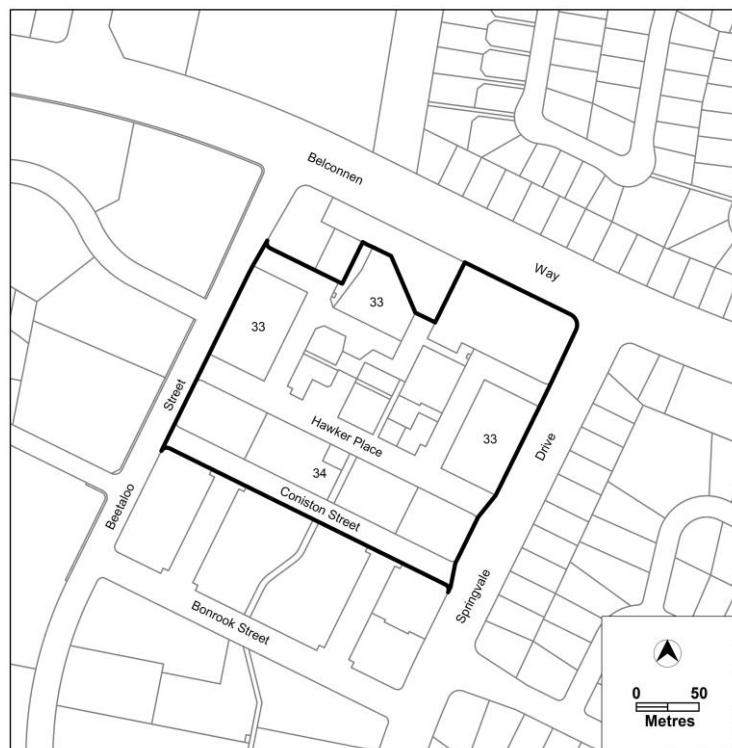 Belconnen
Way
33
33
Street
Hawker Place
33
Drive
34
Coniston Street
Beetaloo
Springvale
Bonrook Street
0 50
Metres